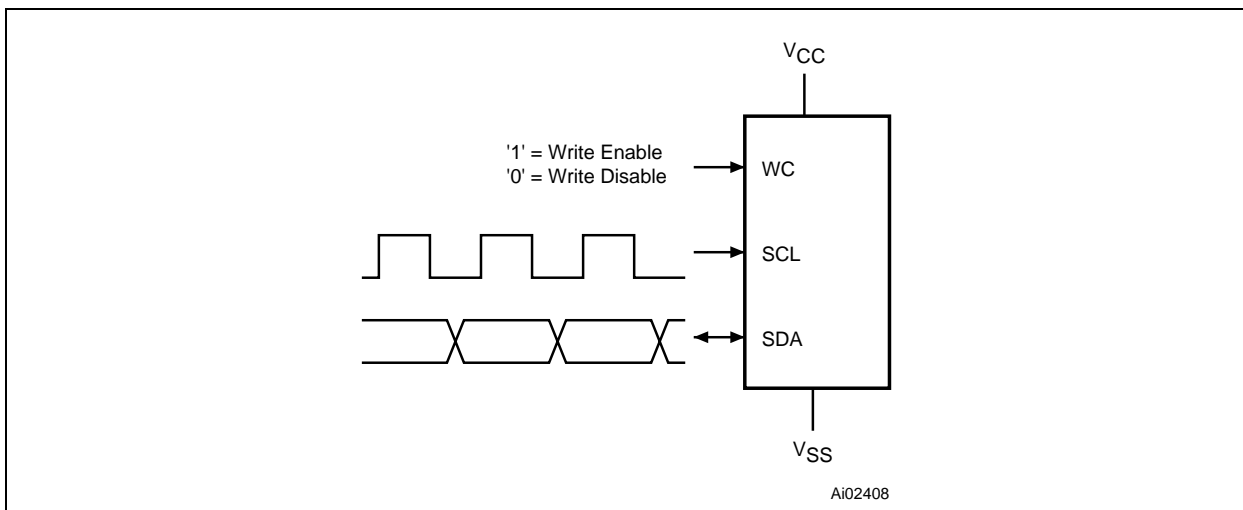 VCC
'1' = Write Enable
'0' = Write Disable
WC
SCL
SDA
VSS
Ai02408